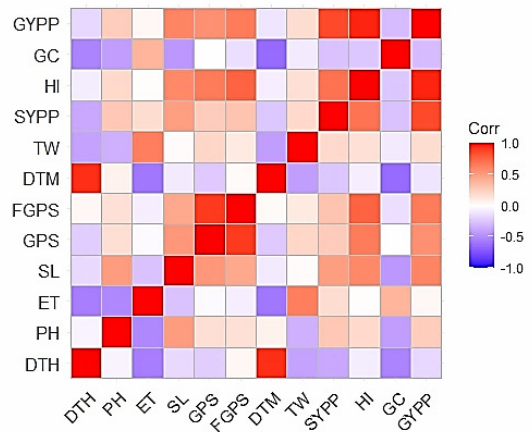 GYPP
GC
HI
SYPP
TW
DTM
FGPS
GPS
SL
ET
PH
DTH
DTH PH ET SL GPS FGPS DTM TW SYPP HI GC GYPP
Corr
1.0
0.5
0.0
-0.5
-1.0